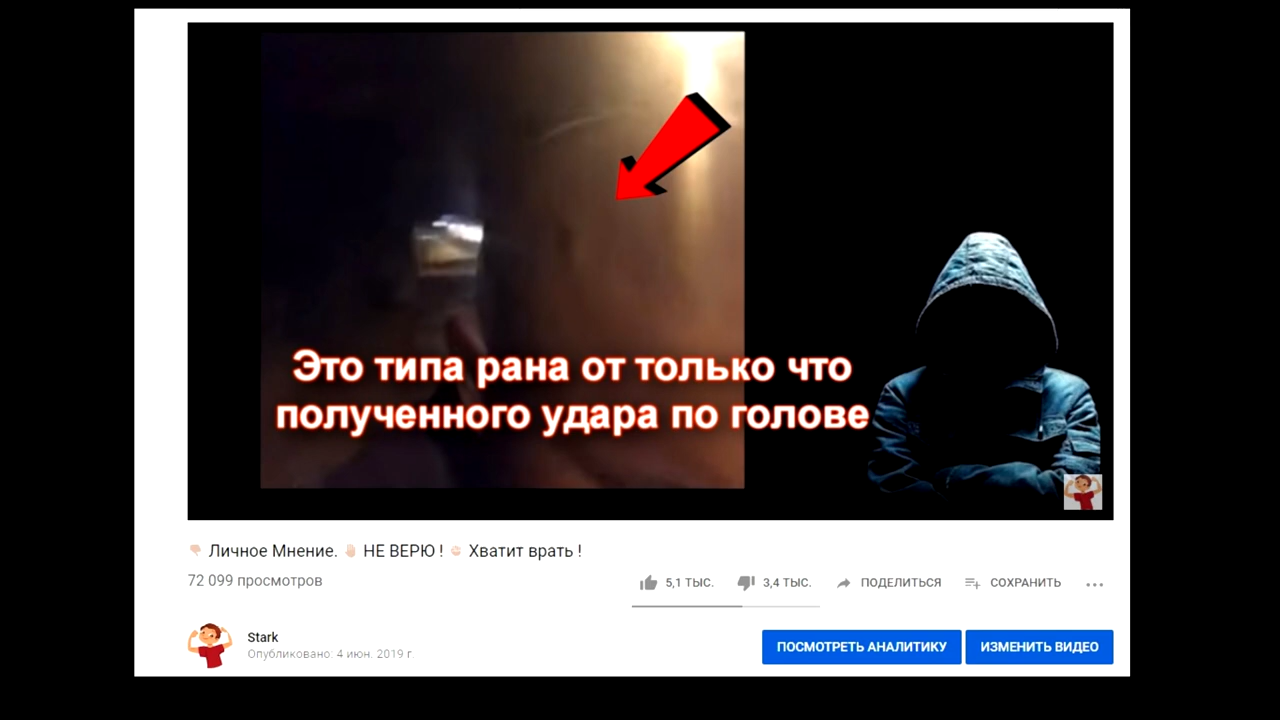 Это типа рана от только что
полученного удара по голове
Личное Мнение. НЕ ВЕРЮ ! Хватит врать !
72 099 просмотров
5,1 ТЫС. 3,4 ТЫС. ПОДЕЛИТЬСЯ СОХРАНИТЬ
Stark
Опубликовано: 4 июн. 2019 г.
ПОСМОТРЕТЬ АНАЛИТИКУ ИЗМЕНИТЬ ВИДЕО